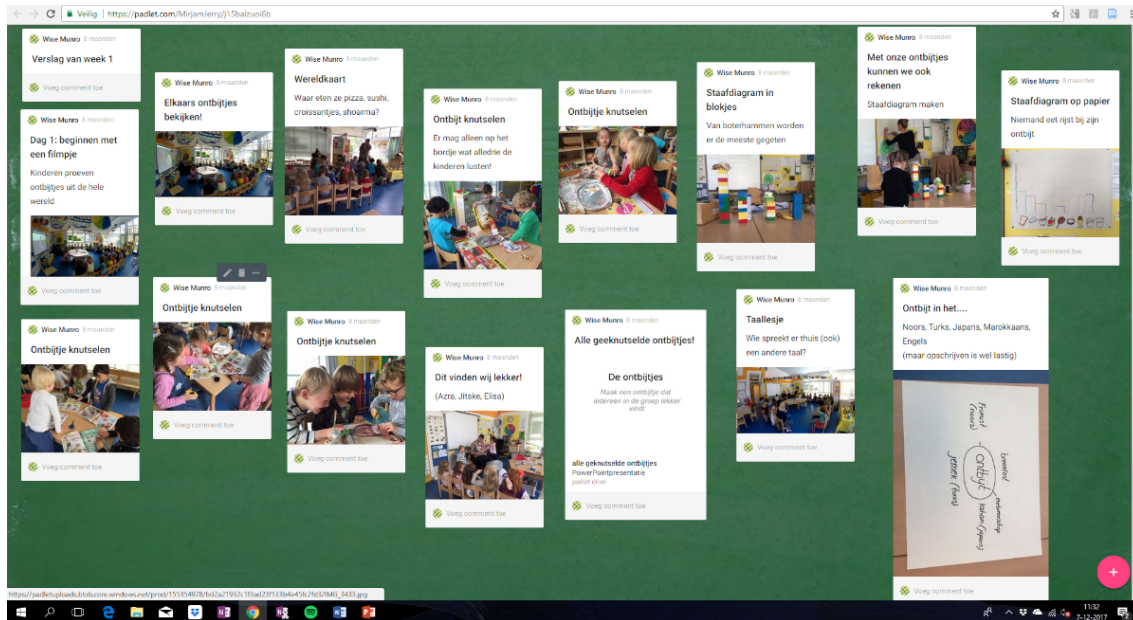 Veilig | https://padlet.com/MirjamJerry/j15baizuoi6b
Wise Munro 8 maanden
Verslag van week 1
Voeg comment toe
Wise Munro 8 maanden
Dag 1: beginnen met
een filmpje
Kinderen proeven
ontbijtjes uit de hele
wereld
Voeg comment toe
Wise Munro 8 maanden
Ontbijtje knutselen
Voeg comment toe
Wise Munro 8 maanden
Elkaars ontbijtjes
bekijken!
Voeg comment toe
Ontbijtje knutselen
Voeg comment toe
Wise Munro 8 maanden
Wereldkaart
Waar eten ze pizza, sushi,
croissantjes, shoarma?
Voeg comment toe
Wise Munro 8 maanden
Ontbijtje knutselen
Voeg comment toe
Wise Munro 8 maanden
Ontbijt knutselen
Er mag alleen op het
bordje wat alledrie de
kinderen lusten!
Voeg comment toe
Wise Munro 8 maanden
Dit vinden wij lekker!
(Azra, Jitske, Elisa)
Voeg comment toe
Wise Munro 8 maanden
Ontbijtje knutselen
Voeg comment toe
Wise Munro 8 maanden
Alle geeknutselde ontbijtjes!
De ontbijtjes
Maak een ontbijtje dat
iedereen in de groep lekker
vindt
alle geknutselde ontbijtjes
PowerPointpresentatie
padlet drive
Voeg comment toe
Wise Munro 8 maanden
Staafdiagram in
blokjes
Van boterhammen worden
er de meeste gegeten
Voeg comment toe
Wise Munro 8 maanden
Taallesje
Wie spreekt er thuis (ook)
een andere taal?
Voeg comment toe
Wise Munro 8 maanden
Met onze ontbijtjes
kunnen we ook
rekenen
Staafdiagram maken
Voeg comment toe
Wise Munro 8 maanden
Staafdiagram op papier
Niemand eet rijst bij zijn
ontbijt
Voeg comment toe
Wise Munro 8 maanden
Ontbijt in het....
Noors, Turks, Japans, Marokkaans,
Engels
(maar opschrijven is wel lastig)
breakfast
ontbijt
(noors)
(turks)
(japans)
Voeg comment toe
11:32
7-12-2017